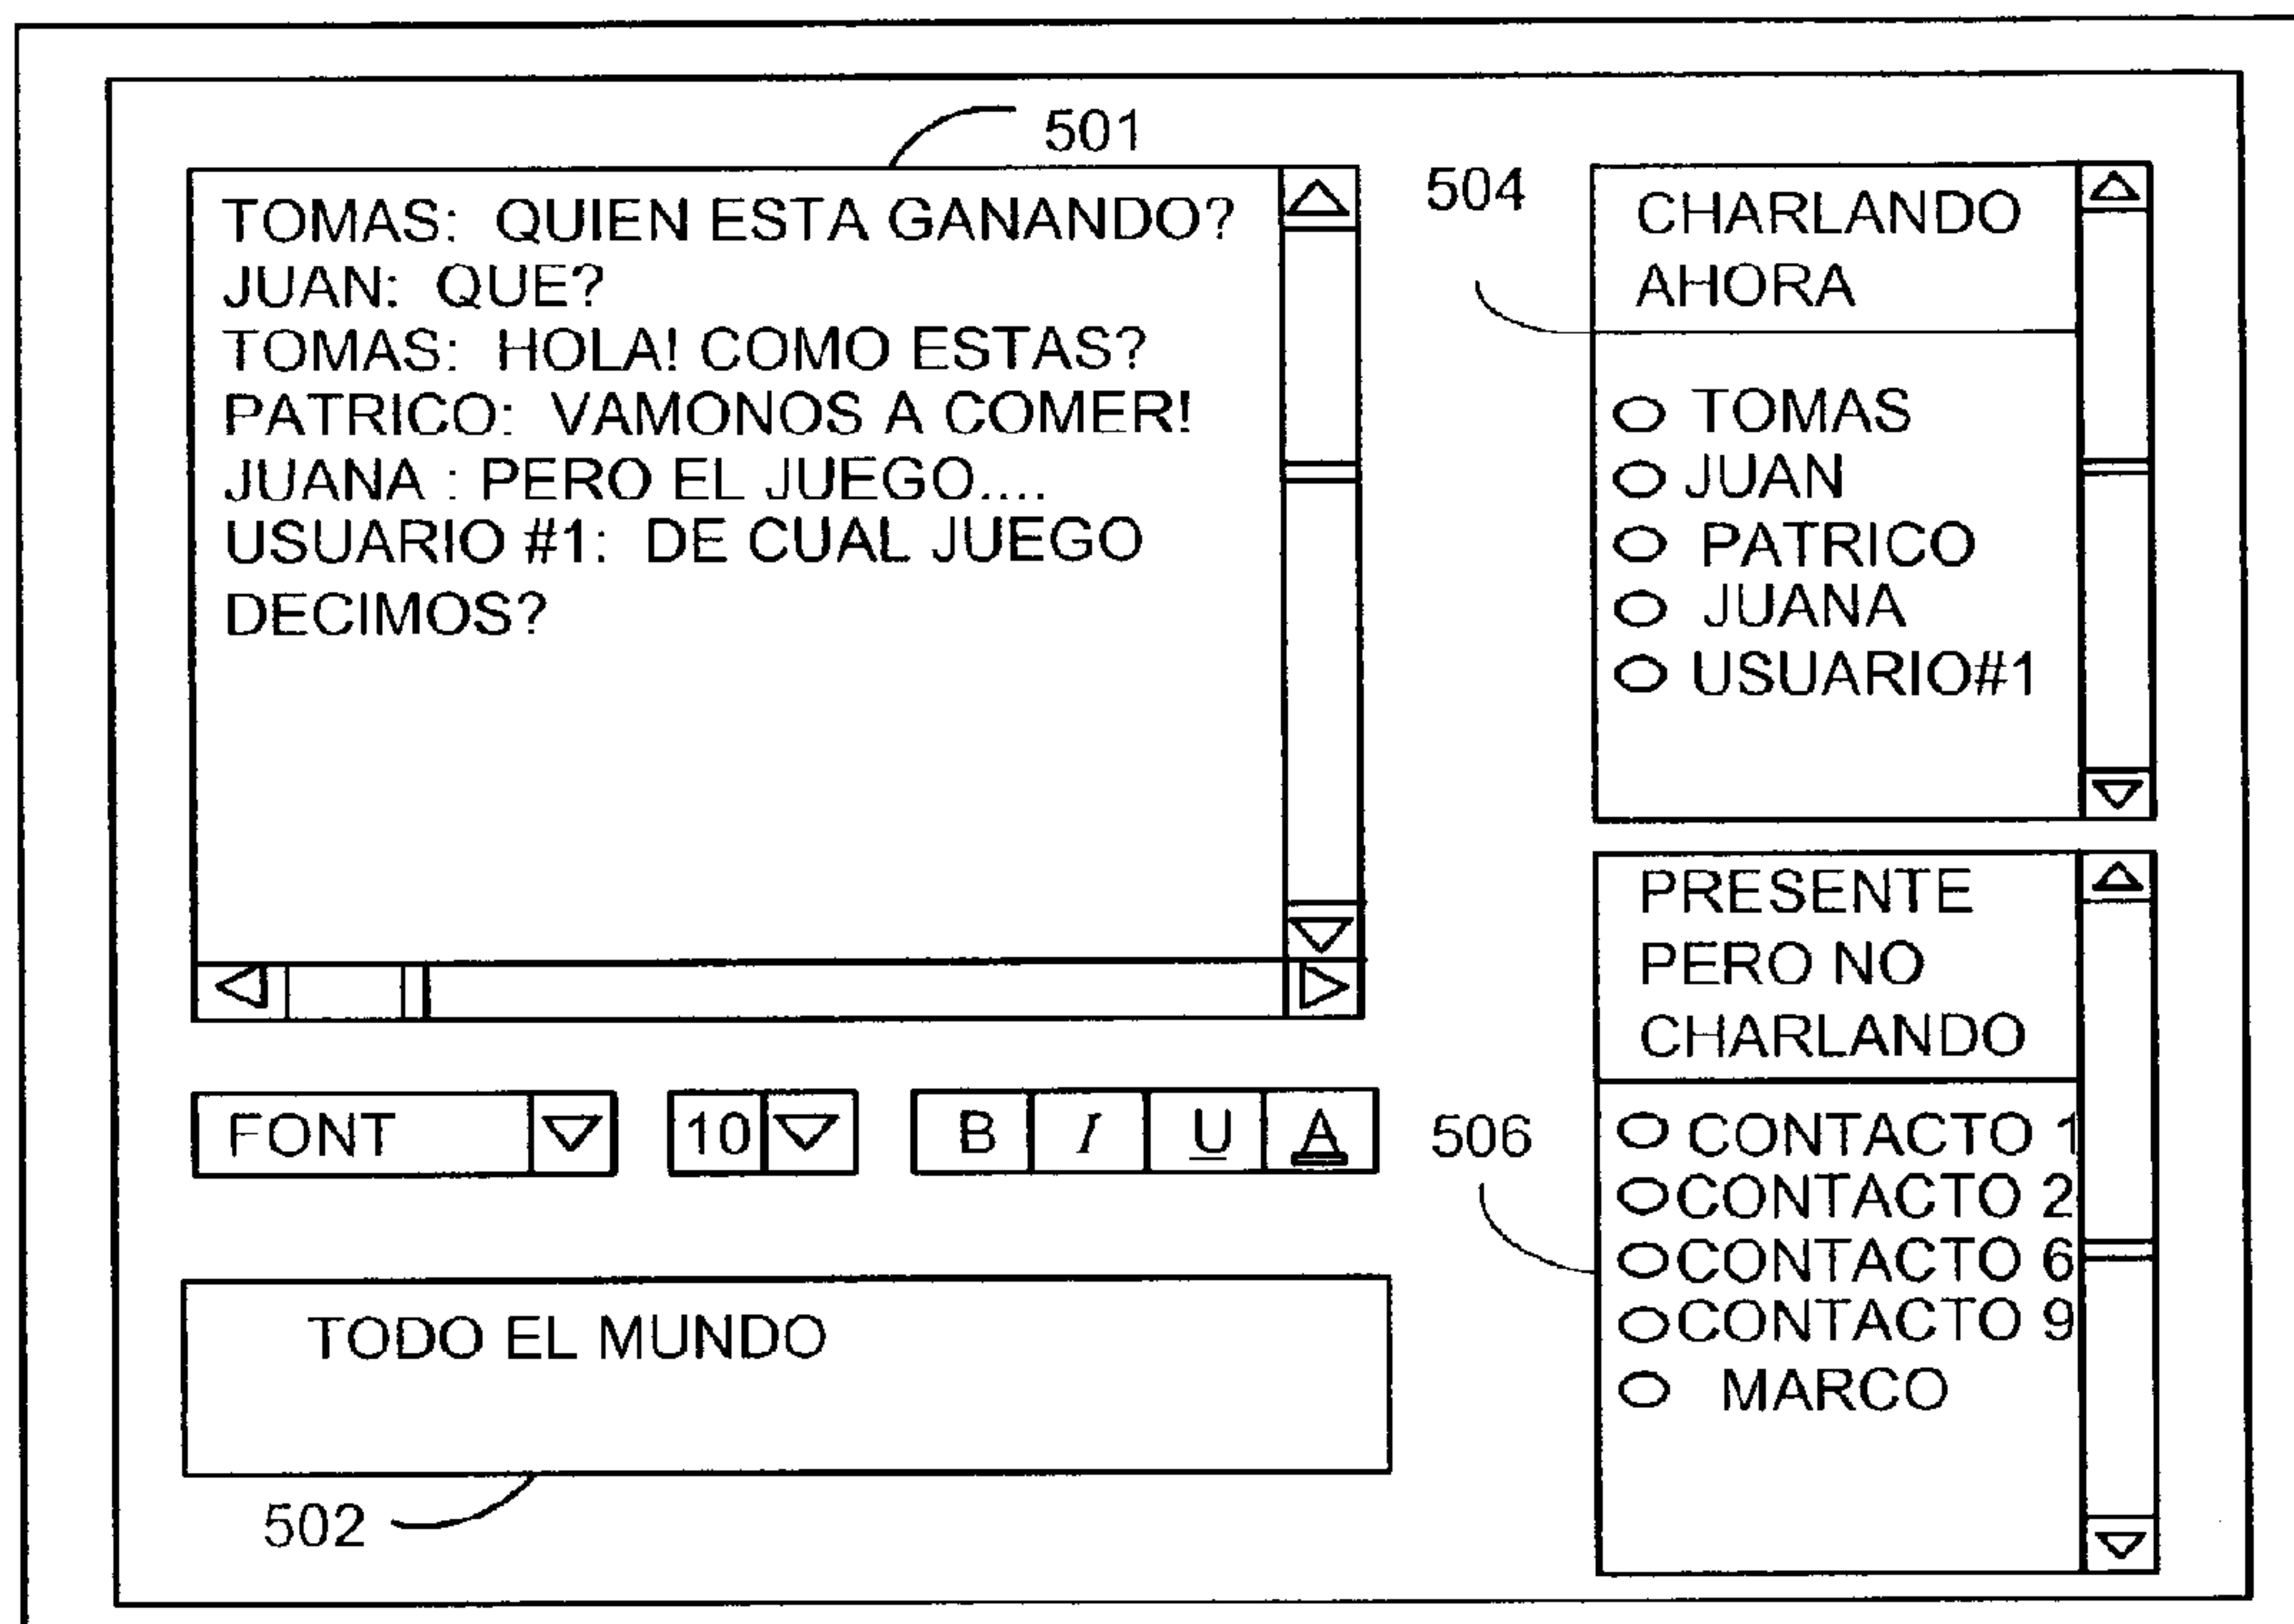 501
TOMAS: QUIEN ESTA GANANDO?
JUAN: QUE?
TOMAS: HOLA! COMO ESTAS?
PATRICO: VAMONOS A COMER!
JUANA : PERO EL JUEGO....
USUARIO #1: DE CUAL JUEGO
DECIMOS?
FONT
10
B I U A
TODO EL MUNDO
502
504
CHARLANDO
AHORA
TOMAS
JUAN
PATRICO
JUANA
USUARIO#1
PRESENTE
PERO NO
CHARLANDO
506
CONTACTO 1
CONTACTO 2
CONTACTO 6
CONTACTO 9
MARCO